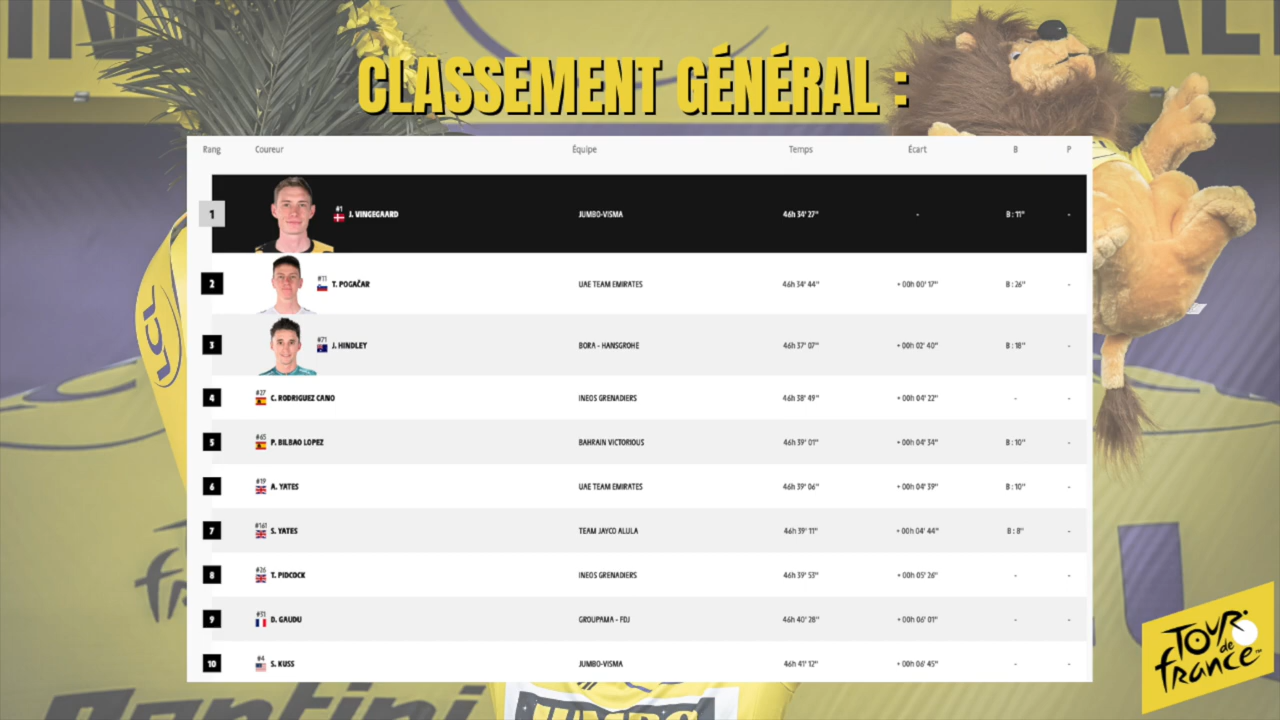 CLASSEMENT GÉNÉRAL :
Rang Coureur Équipe Temps Écart B P
1 #1 J. VINGEGAARD JUMBO-VISMA 46h 34' 27'' - B : 11'' -
2 #11 T. POGAČAR UAE TEAM EMIRATES 46h 34' 44'' + 00h 00' 17'' B : 26'' -
3 #71 J. HINDLEY BORA - HANSGROHE 46h 37' 07'' + 00h 02' 40'' B : 18'' -
4 #37 C. RODRIGUEZ CANO INEOS GRENADIERS 46h 38' 49'' + 00h 04' 22'' - -
5 #65 P. BILBAO LOPEZ BAHRAIN VICTORIOUS 46h 39' 01'' + 00h 04' 34'' B : 10'' -
6 #19 A. YATES UAE TEAM EMIRATES 46h 39' 06'' + 00h 04' 39'' B : 10'' -
7 #161 S. YATES TEAM JAYCO ALULA 46h 39' 11'' + 00h 04' 44'' B : 8'' -
8 #26 T. PIDCOCK INEOS GRENADIERS 46h 39' 53'' + 00h 05' 26'' - -
9 #51 D. GAUDU GROUPAMA - FDJ 46h 40' 28'' + 00h 06' 01'' - -
10 #4 S. KUSS JUMBO-VISMA 46h 41' 12'' + 00h 06' 45'' - -
TOUR
de
france